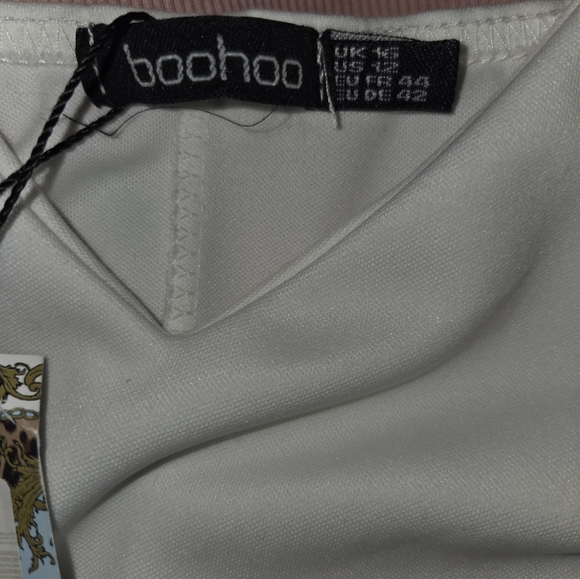 boohoo
UK 16
US 12
EU FR 44
EU DE 42